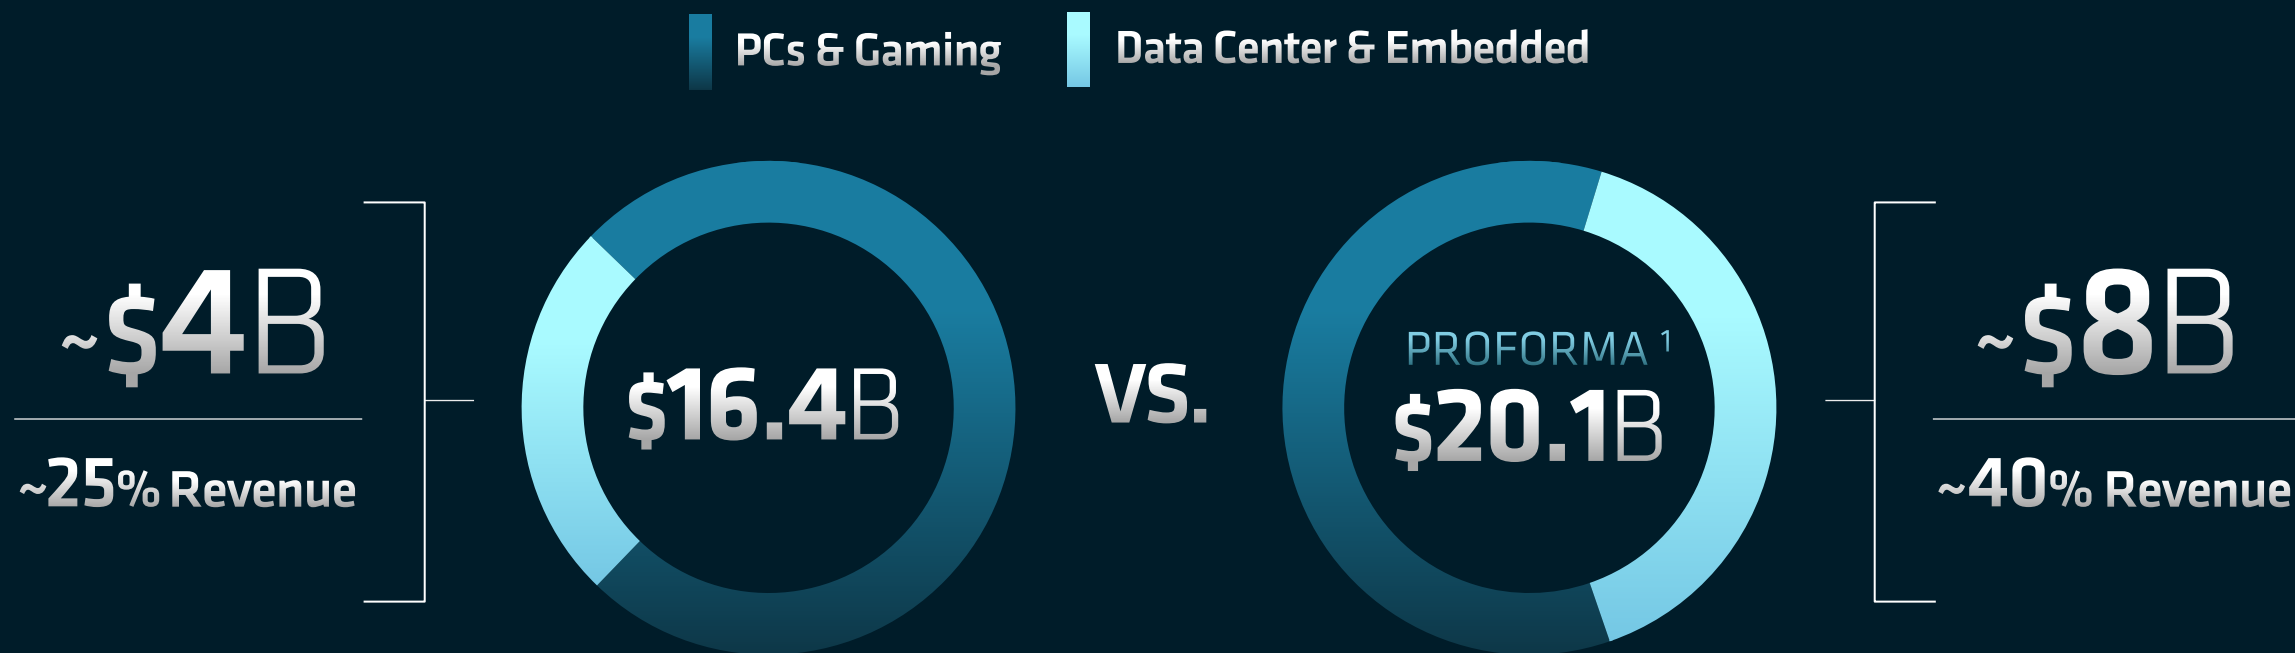 PCs & Gaming
Data Center & Embedded
~$4B
~25% Revenue
$16.4B
VS.
PROFORMA 1
$20.1B
~$8B
~40% Revenue